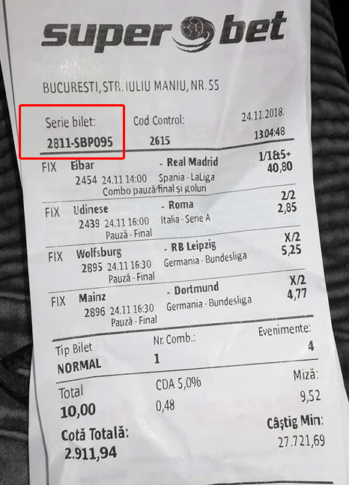 superbet
BUCURESTI, STR. IULIU MANIU, NR. 55
Serie bilet: Cod Control: 24.11.2018.
2811-SBP095 2615 13:04:48
FIX Eibar - Real Madrid 1/1&5+
2454 24.11 14:00 Spania - LaLiga 40,80
Combo pauză/final și goluri
FIX Udinese - Roma 2/2
2439 24.11 16:00 Italia - Serie A 2,85
Pauză - Final
FIX Wolfsburg - RB Leipzig X/2
2895 24.11 16:30 Germania - Bundesliga 5,25
Pauză - Final
FIX Mainz - Dortmund X/2
2896 24.11 16:30 Germania - Bundesliga 4,77
Pauză - Final
Tip Bilet Nr. Comb.: Evenimente:
NORMAL 1 4
Total CDA 5,0% Miză:
10,00 0,48 9,52
Cotă Totală: Câștig Min:
2.911,94 27.721,69